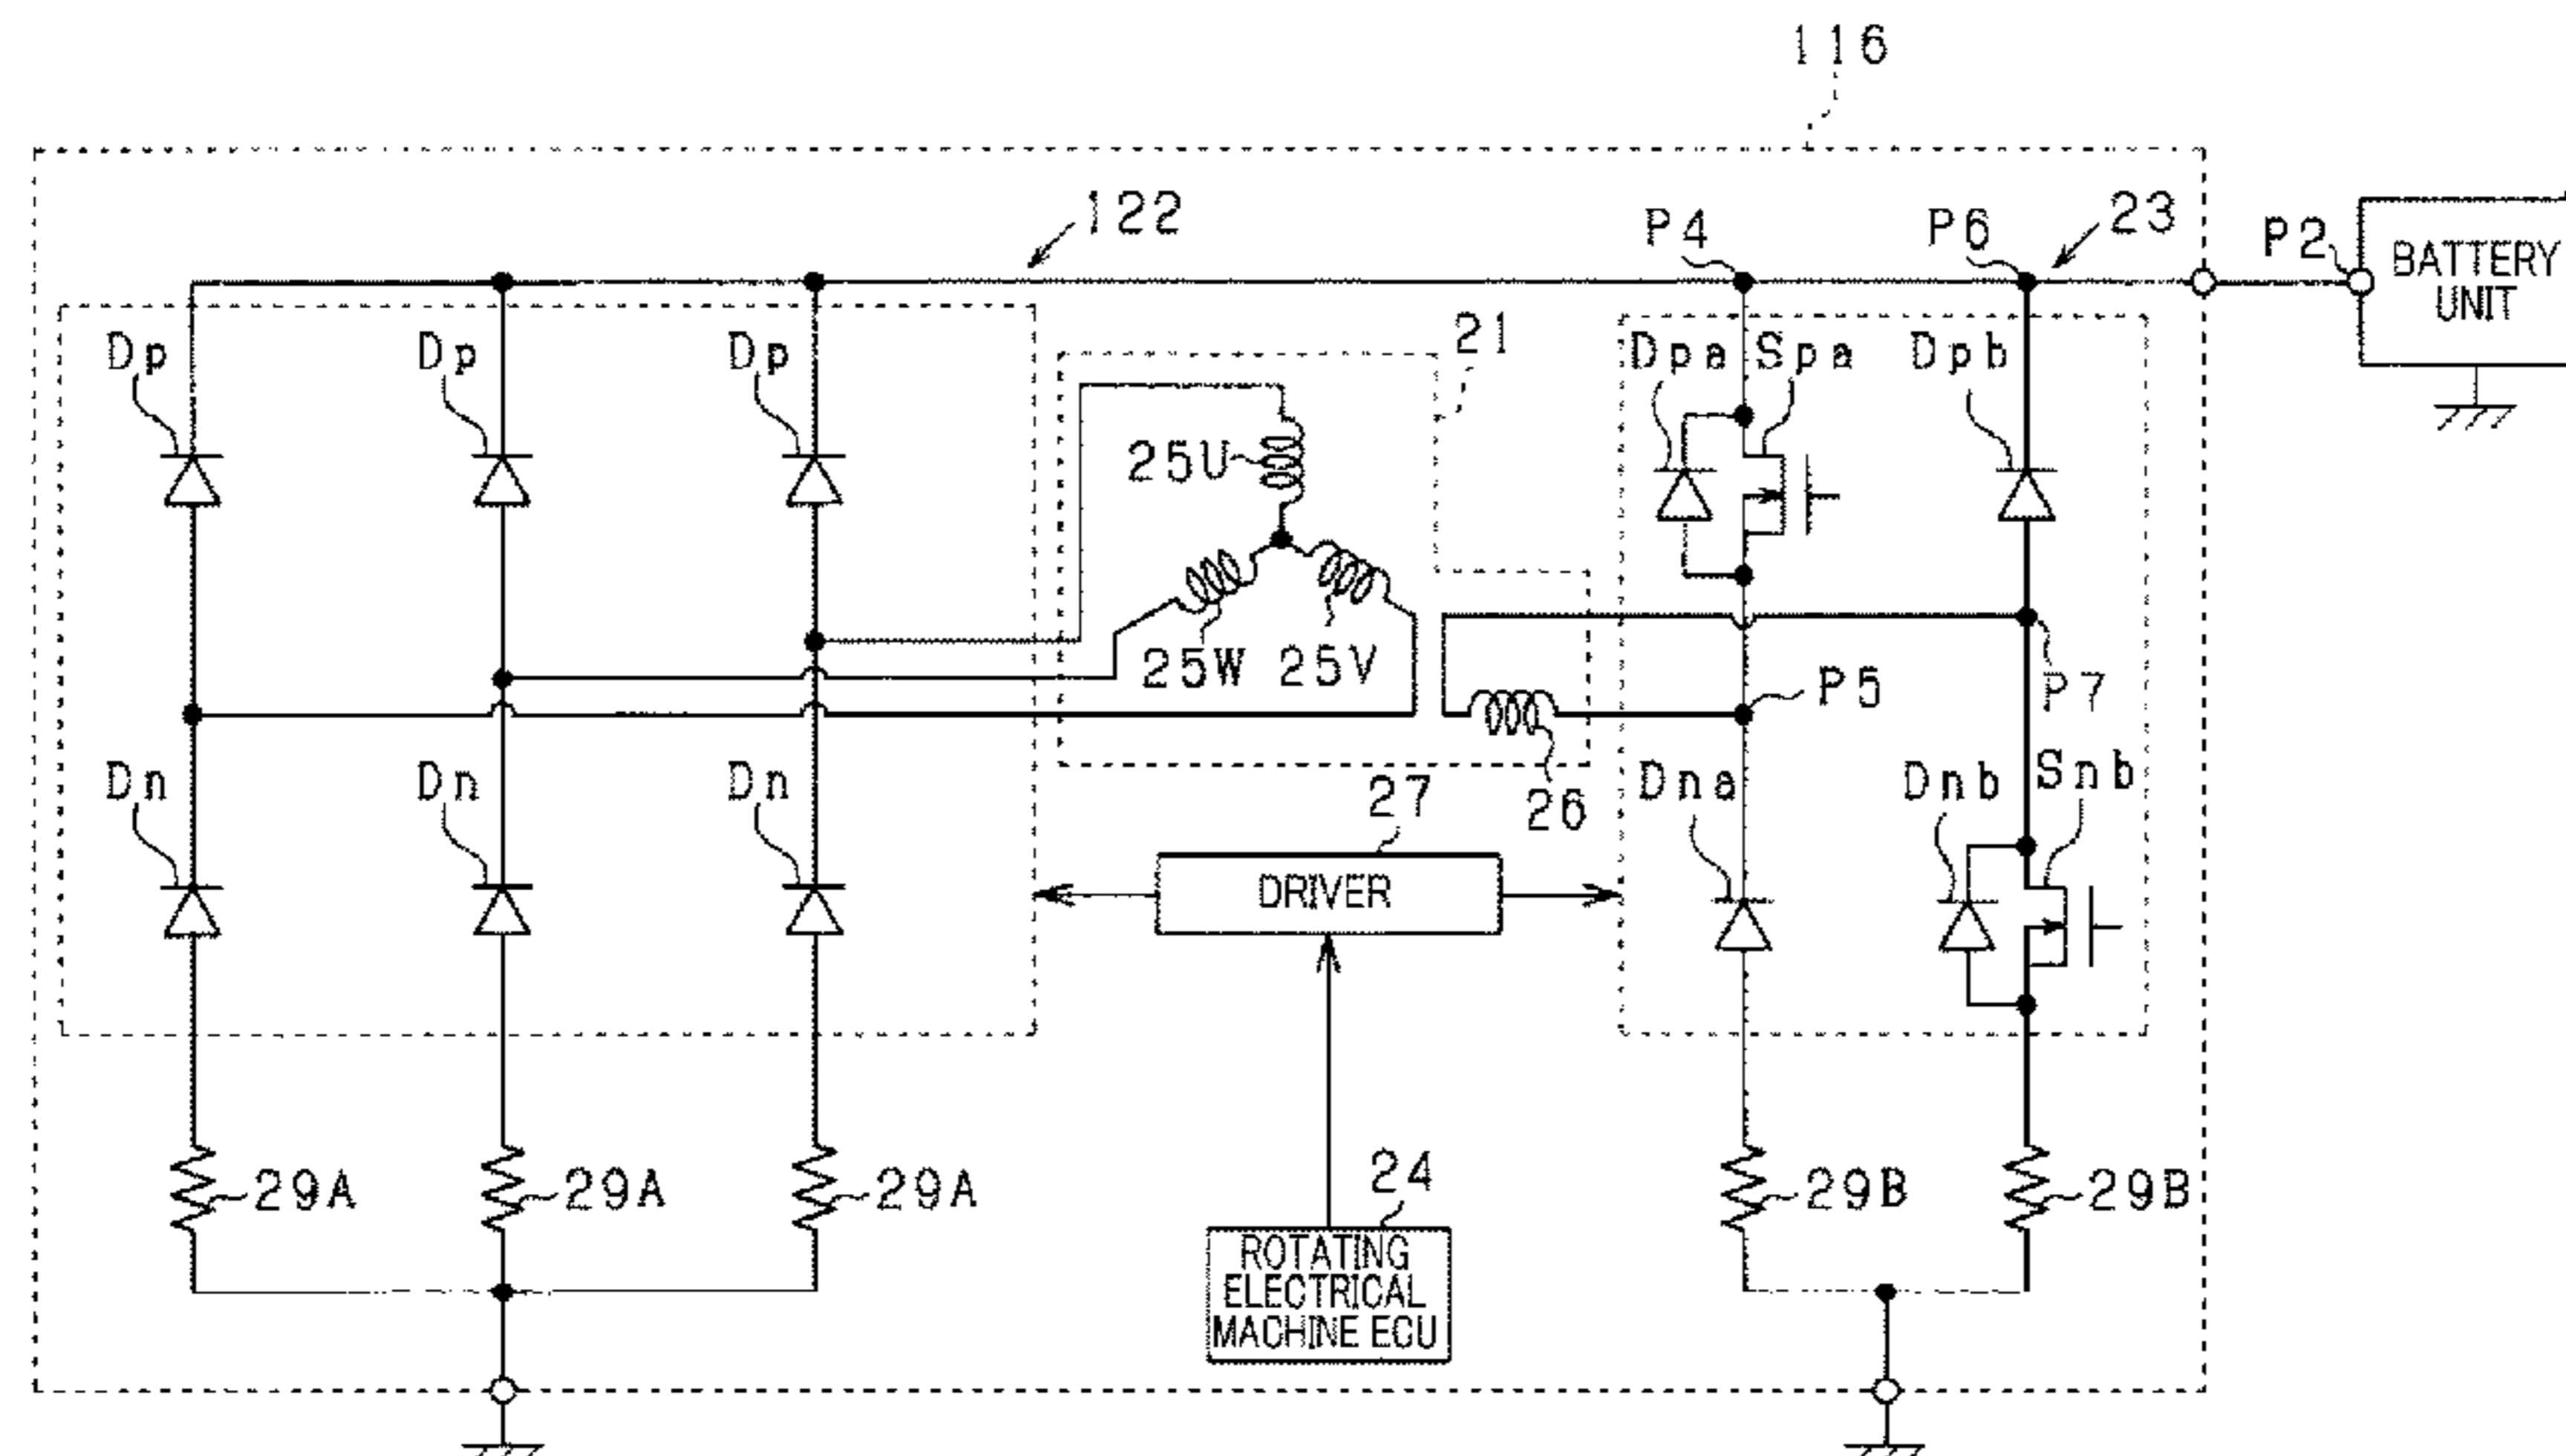 116
122
P4
P6
23
P2
BATTERY
UNIT
Dp
Dp
Dp
21
Dpa
Spa
Dpb
25U
25W
25V
P5
P7
Dn
Dn
Dn
27
26
Dna
Dnb
Snb
DRIVER
29A
29A
29A
24
29B
29B
ROTATING
ELECTRICAL
MACHINE ECU